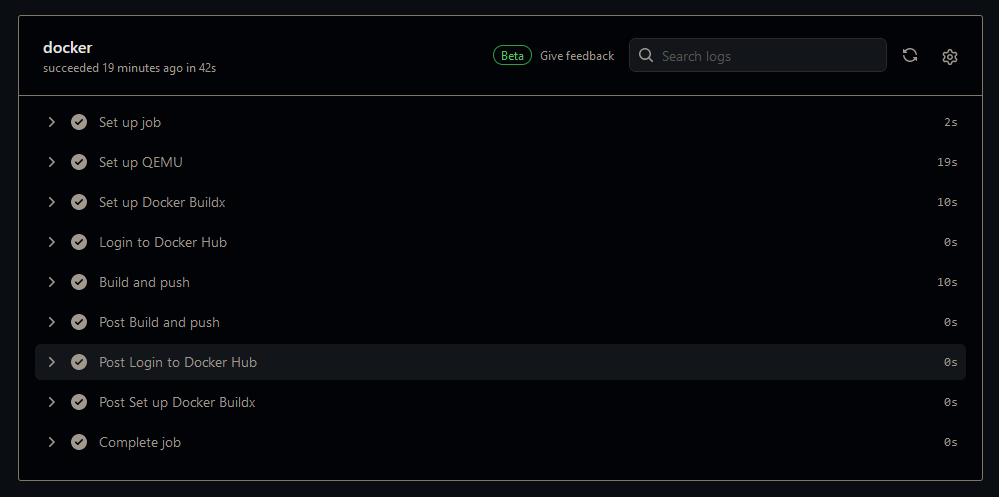 docker
succeeded 19 minutes ago in 42s
Beta Give feedback Search logs
Set up job 2s
Set up QEMU 19s
Set up Docker Buildx 10s
Login to Docker Hub 0s
Build and push 10s
Post Build and push 0s
Post Login to Docker Hub 0s
Post Set up Docker Buildx 0s
Complete job 0s